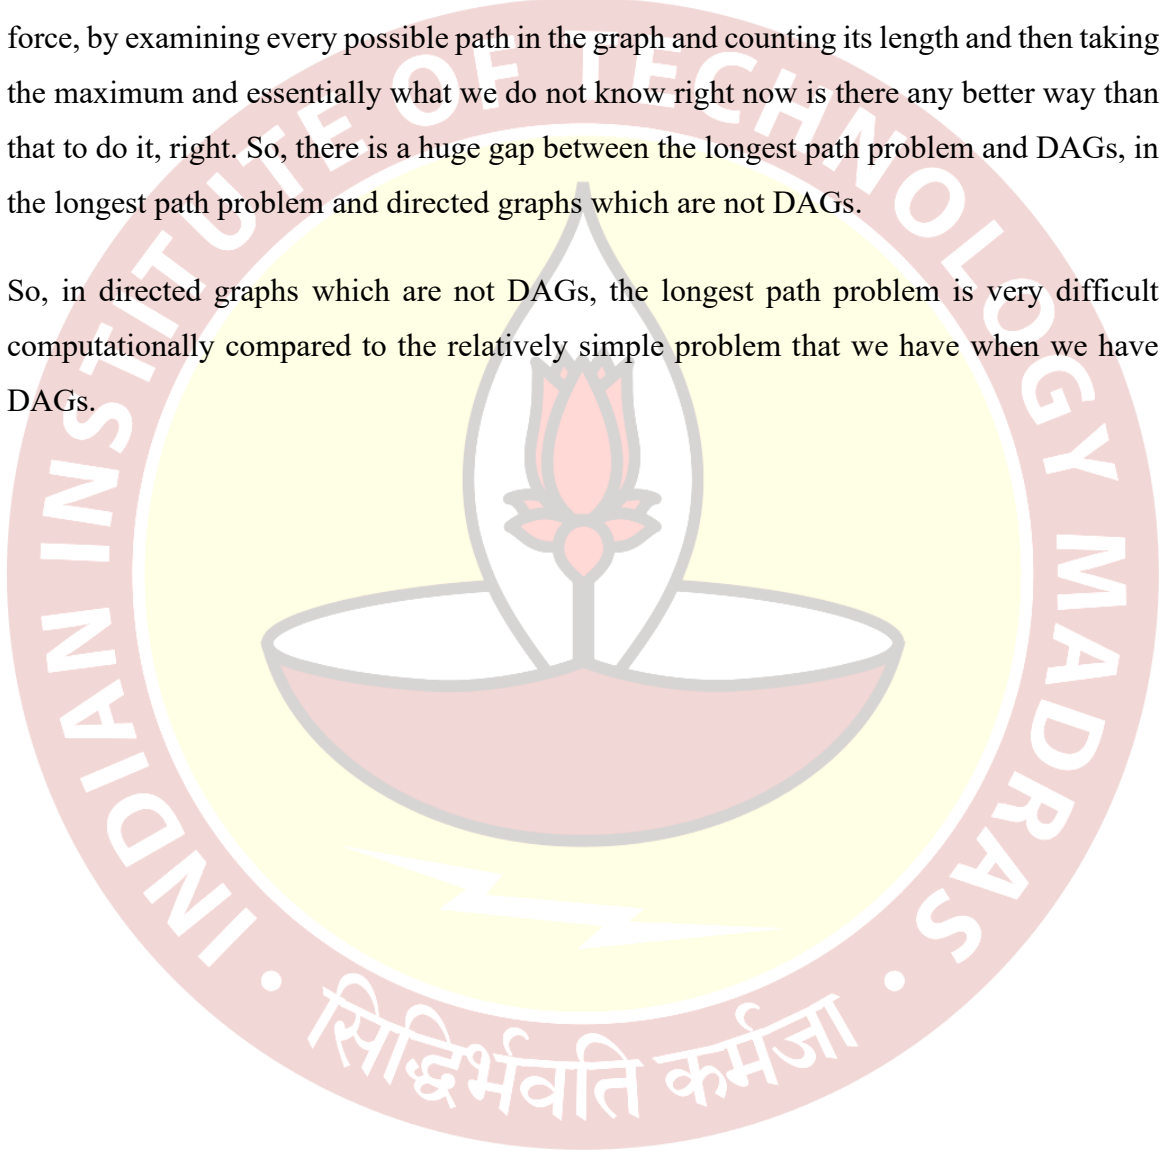 force, by examining every possible path in the graph and counting its length and then taking
the maximum and essentially what we do not know right now is there any better way than
that to do it, right. So, there is a huge gap between the longest path problem and DAGs, in
the longest path problem and directed graphs which are not DAGs.
So, in directed graphs which are not DAGs, the longest path problem is very difficult
computationally compared to the relatively simple problem that we have when we have
DAGs.
INDIAN INSTITUTE OF TECHNOLOGY MADRAS
सिद्धिर्भवति कर्मजा